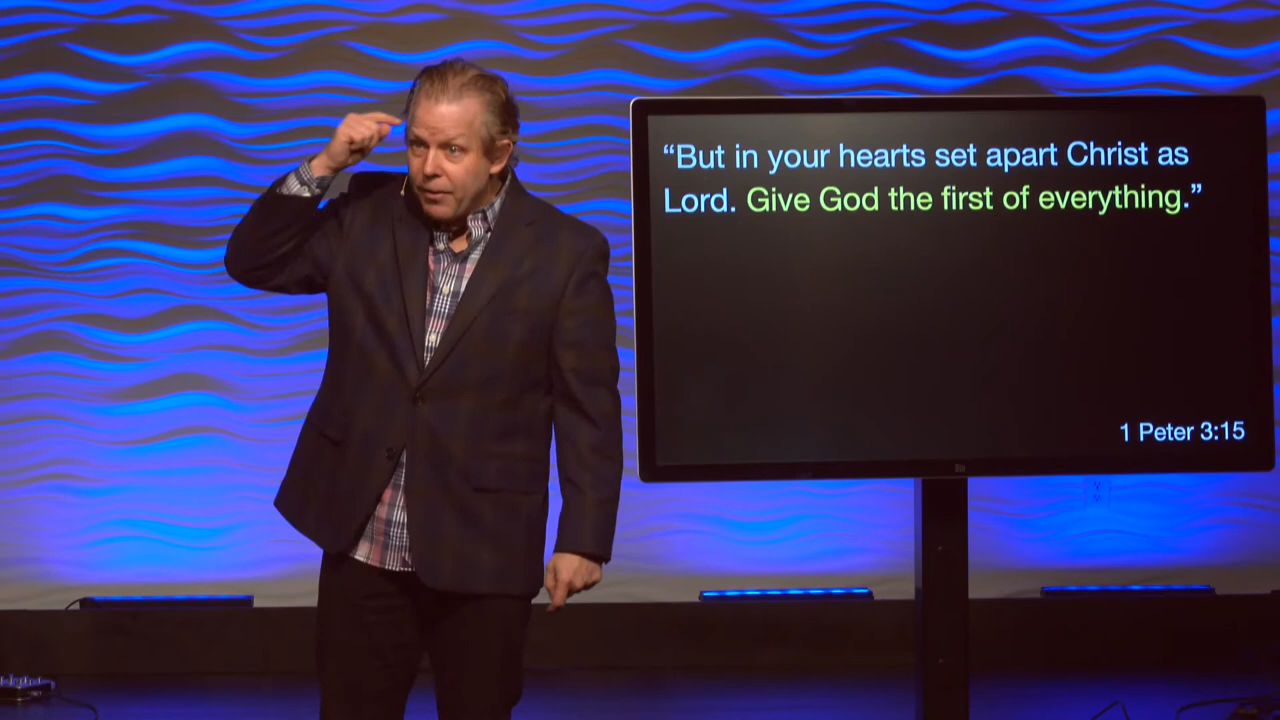 “But in your hearts set apart Christ as
Lord. Give God the first of everything.”
1 Peter 3:15